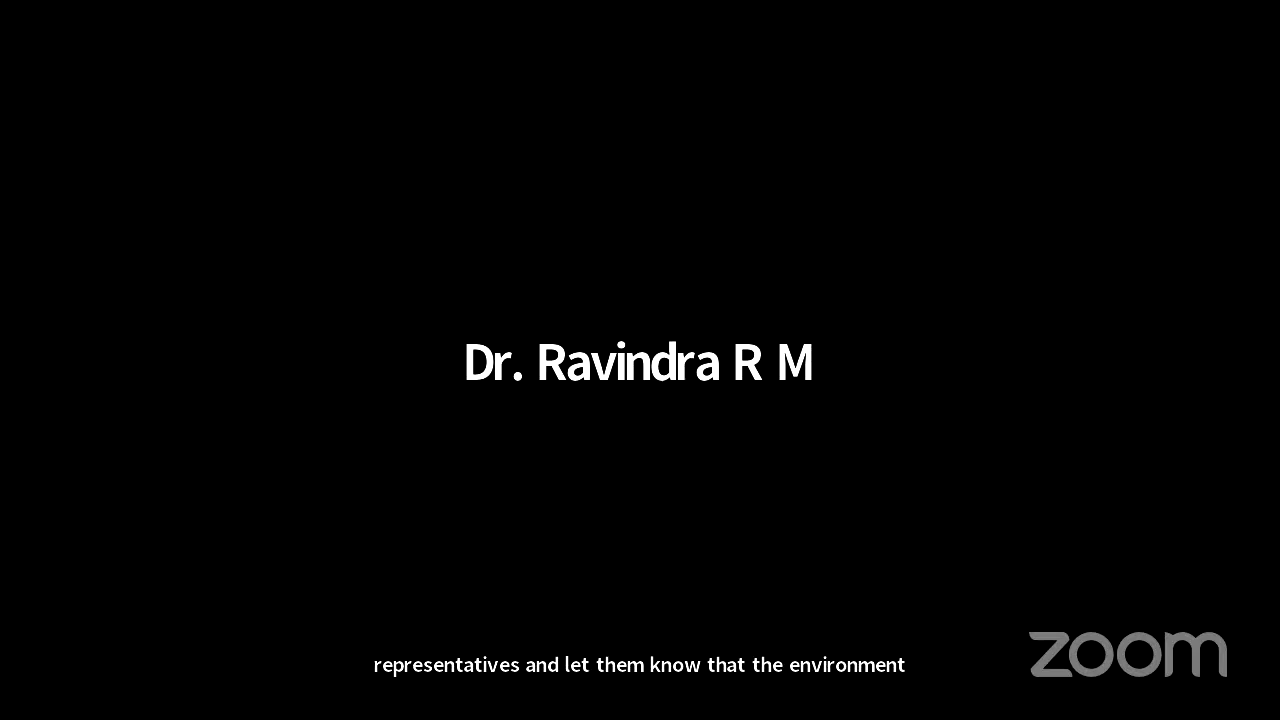 Dr. Ravindra R M
representatives and let them know that the environment
zoom